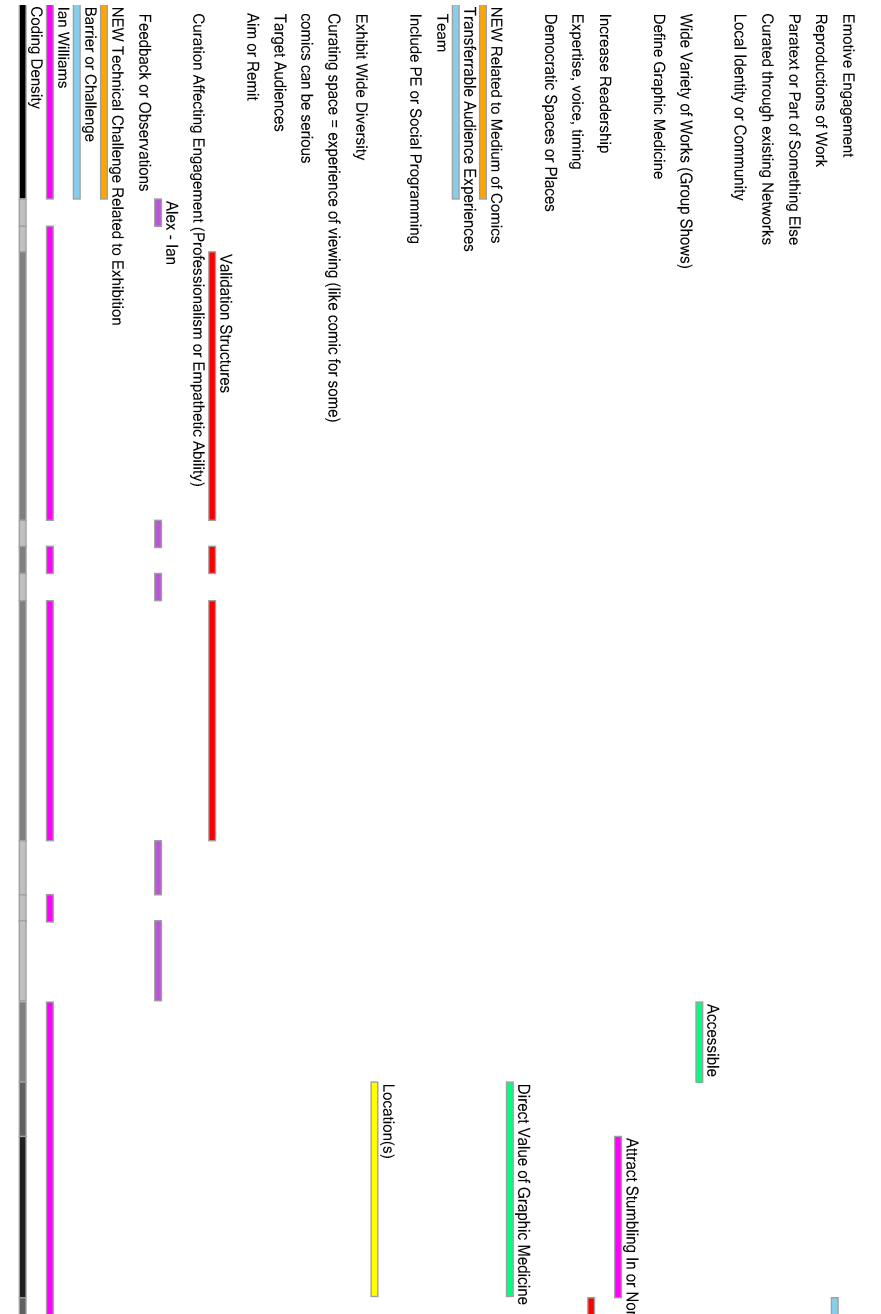 Emotive Engagement
Reproductions of Work
Paratext or Part of Something Else
Curated through existing Networks
Local Identity or Community
Accessible
Wide Variety of Works (Group Shows)
Define Graphic Medicine
Attract Stumbling In or Nor
Increase Readership
Expertise, voice, timing
Democratic Spaces or Places
Direct Value of Graphic Medicine
NEW Related to Medium of Comics
Transferrable Audience Experiences
Team
Include PE or Social Programming
Location(s)
Exhibit Wide Diversity
Curating space = experience of viewing (like comic for some)
comics can be serious
Target Audiences
Aim or Remit
Validation Structures
Curation Affecting Engagement (Professionalism or Empathetic Ability)
Alex - Ian
Feedback or Observations
NEW Technical Challenge Related to Exhibition
Barrier or Challenge
Ian Williams
Coding Density